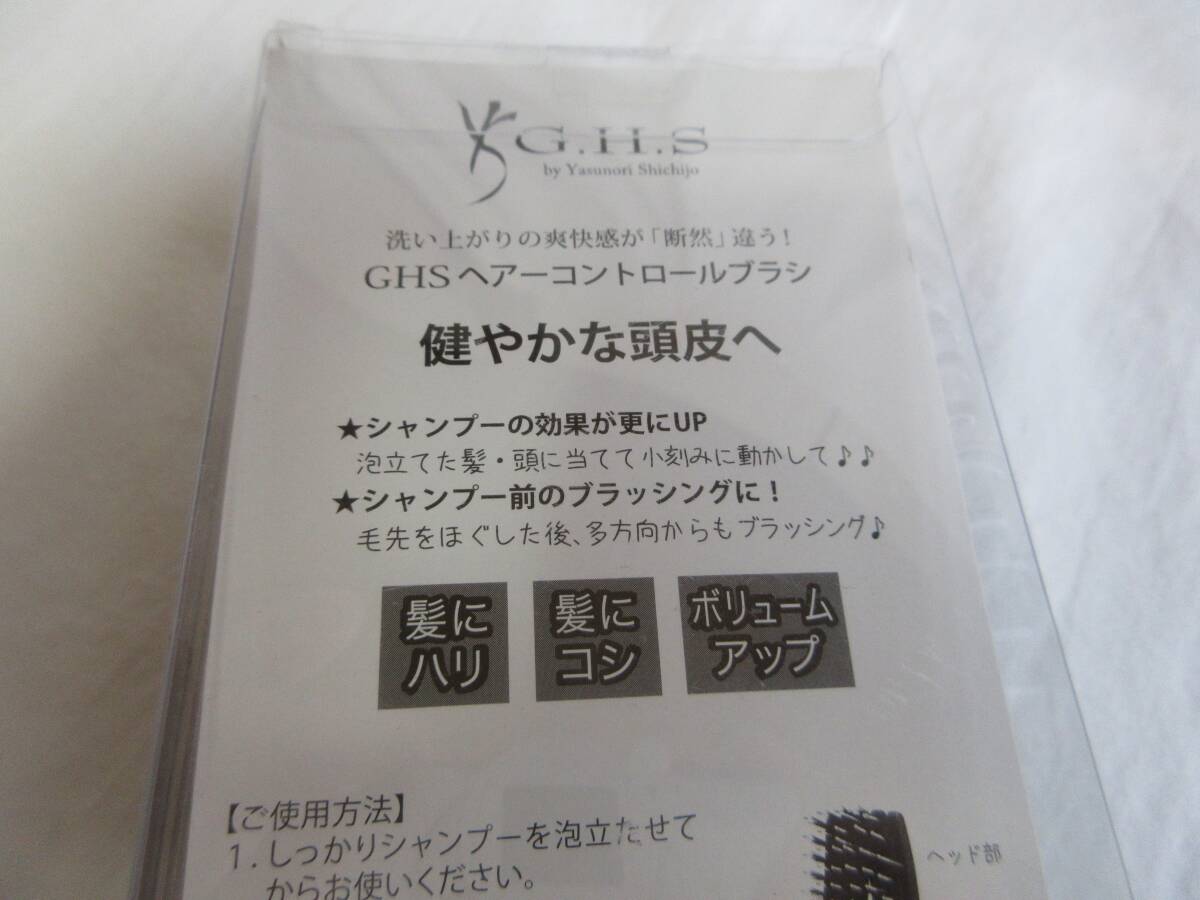 G.H.S
by Yasunori Shichijo
洗い上がりの爽快感が「断然」違う!
GHSヘアーコントロールブラシ
健やかな頭皮へ
★シャンプーの効果が更にUP
泡立てた髪・頭に当てて小刻みに動かして♪♪
★シャンプー前のブラッシングに!
毛先をほぐした後、多方向からもブラッシング♪
髪に
ハリ
髪に
コシ
ボリューム
アップ
【ご使用方法】
1.しっかりシャンプーを泡立たせて
からお使いください。
ヘッド部